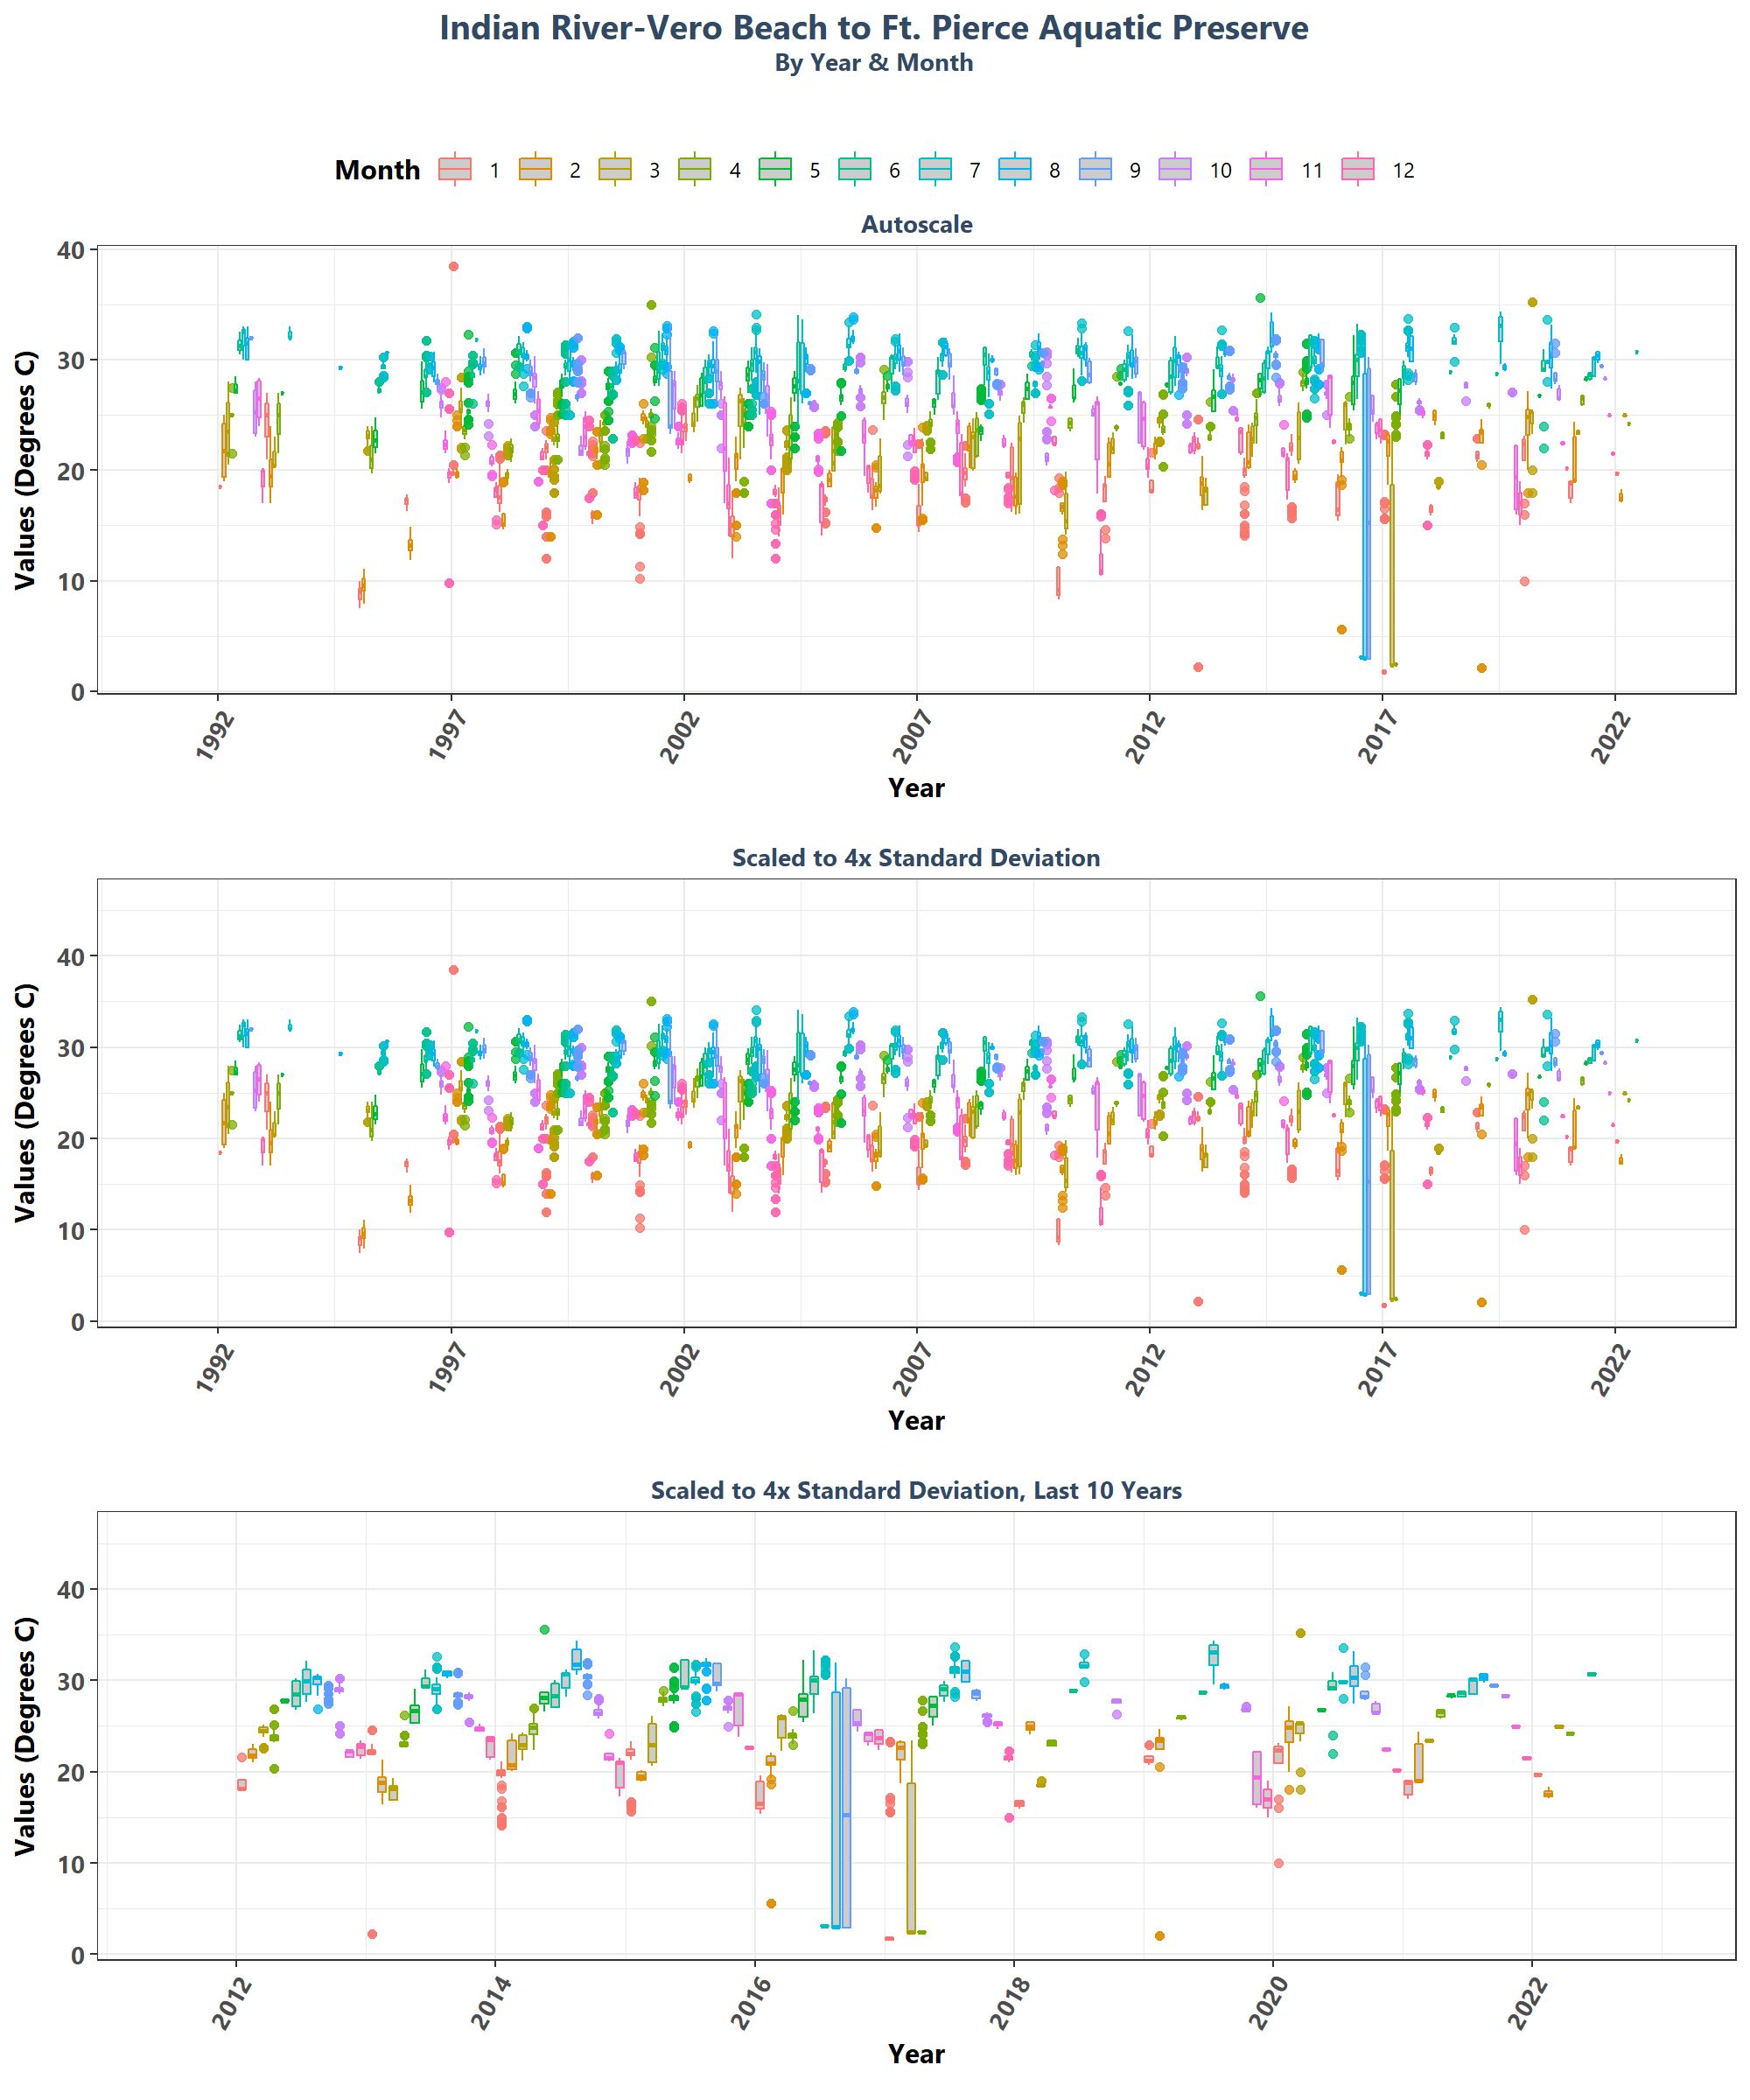 Indian River-Vero Beach to Ft. Pierce Aquatic Preserve
By Year & Month
Month 1 2 3 4 5 6 7 8 9 10 11 12
Autoscale
Values (Degrees C)
40
30
20
10
0
1992 1997 2002 2007 2012 2017 2022
Year
Scaled to 4x Standard Deviation
Values (Degrees C)
40
30
20
10
0
1992 1997 2002 2007 2012 2017 2022
Year
Scaled to 4x Standard Deviation, Last 10 Years
Values (Degrees C)
40
30
20
10
0
2012 2014 2016 2018 2020 2022
Year